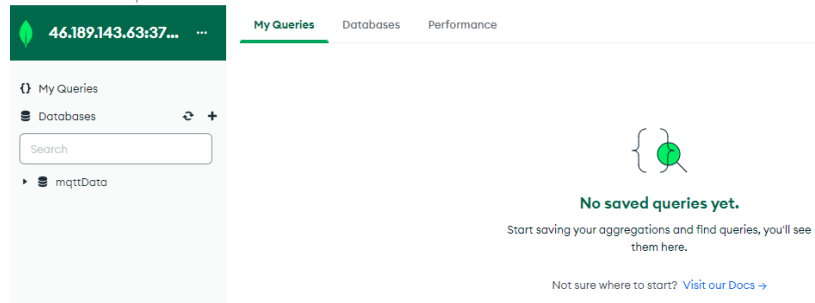 46.189.143.63:37... ...
My Queries Databases Performance
{} My Queries
Databases
Search
mqttData
No saved queries yet.
Start saving your aggregations and find queries, you'll see
them here.
Not sure where to start? Visit our Docs →